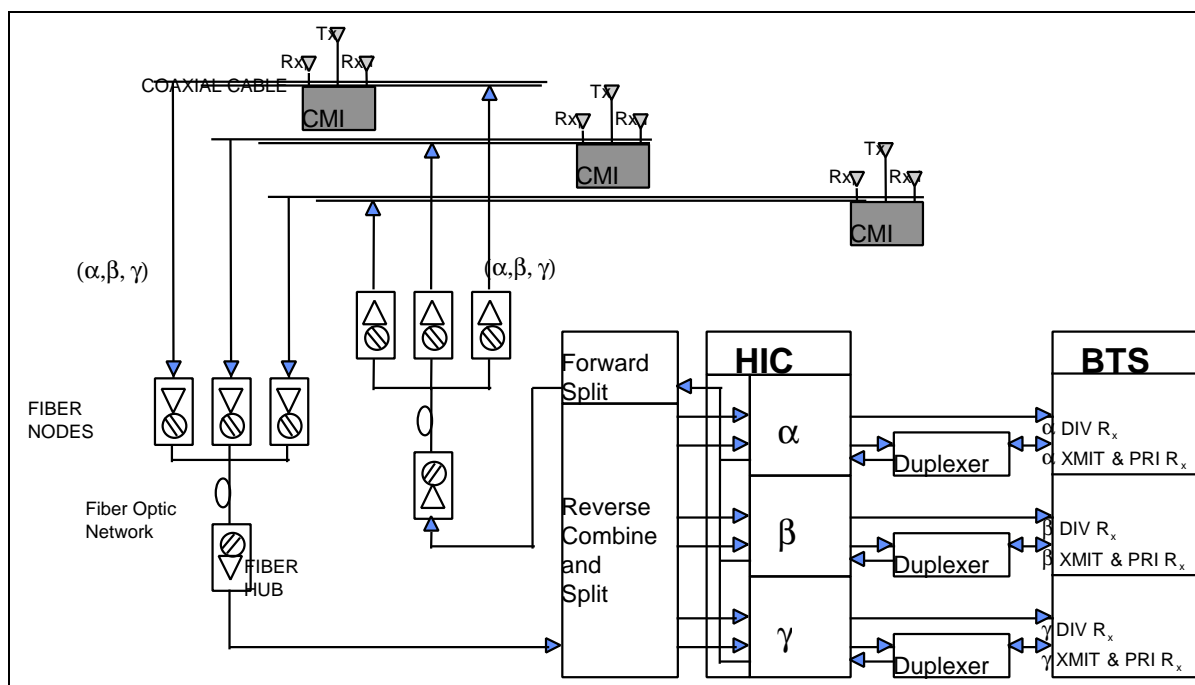 Tx
Rx
Rx
COAXIAL CABLE
CMI
Tx
Rx
Rx
CMI
Tx
Rx
Rx
CMI
(α,β, γ)
(α,β, γ)
Forward
Split
HIC
BTS
FIBER
NODES
α
α DIV Rx
Duplexer
α XMIT & PRI Rx
Fiber Optic
Network
Reverse
Combine
and
Split
β
β DIV Rx
Duplexer
β XMIT & PRI Rx
FIBER
HUB
γ
γ DIV Rx
Duplexer
γ XMIT & PRI Rx